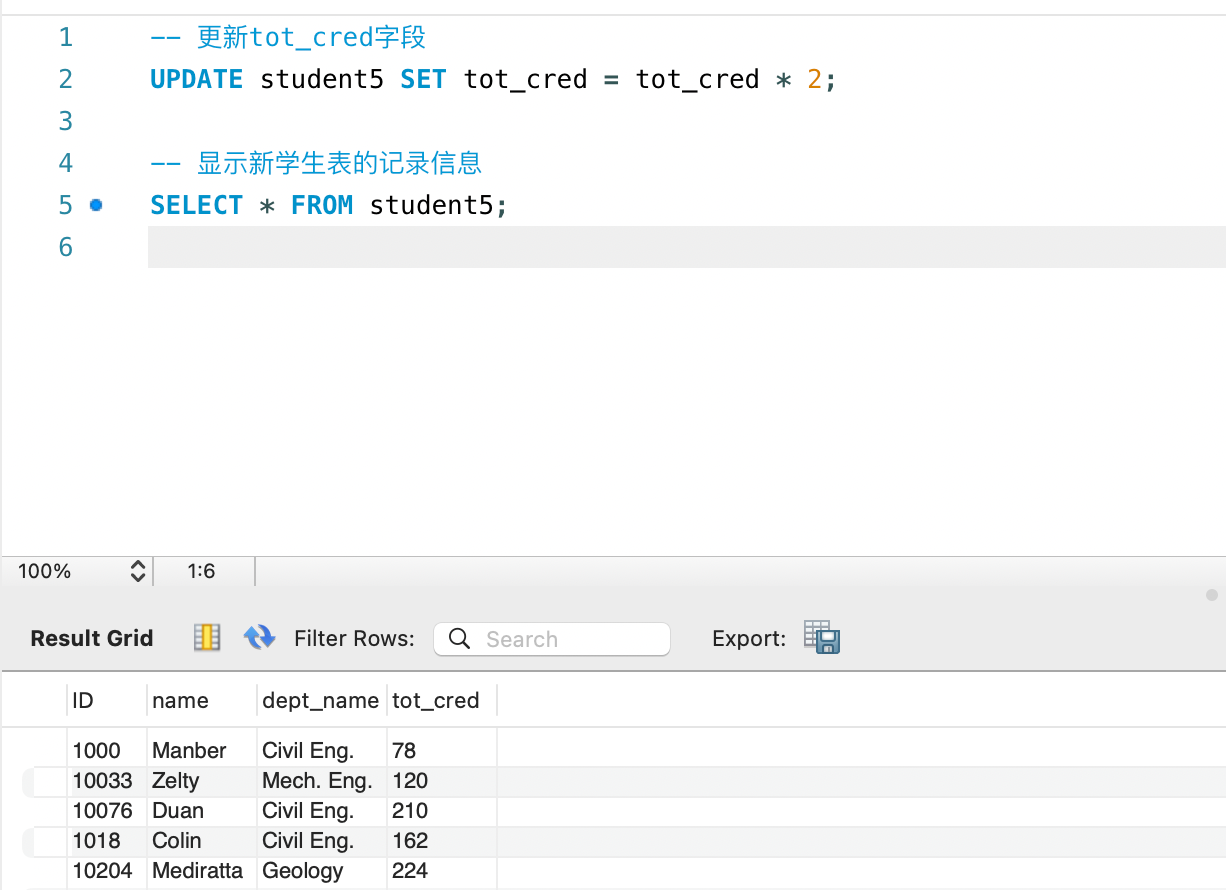 1 -- 更新tot_cred字段
2 UPDATE student5 SET tot_cred = tot_cred * 2;
3
4 -- 显示新学生表的记录信息
5 SELECT * FROM student5;
6
100% 1:6
Result Grid Filter Rows: Search Export:
ID name dept_name tot_cred
1000 Manber Civil Eng. 78
10033 Zelty Mech. Eng. 120
10076 Duan Civil Eng. 210
1018 Colin Civil Eng. 162
10204 Mediratta Geology 224